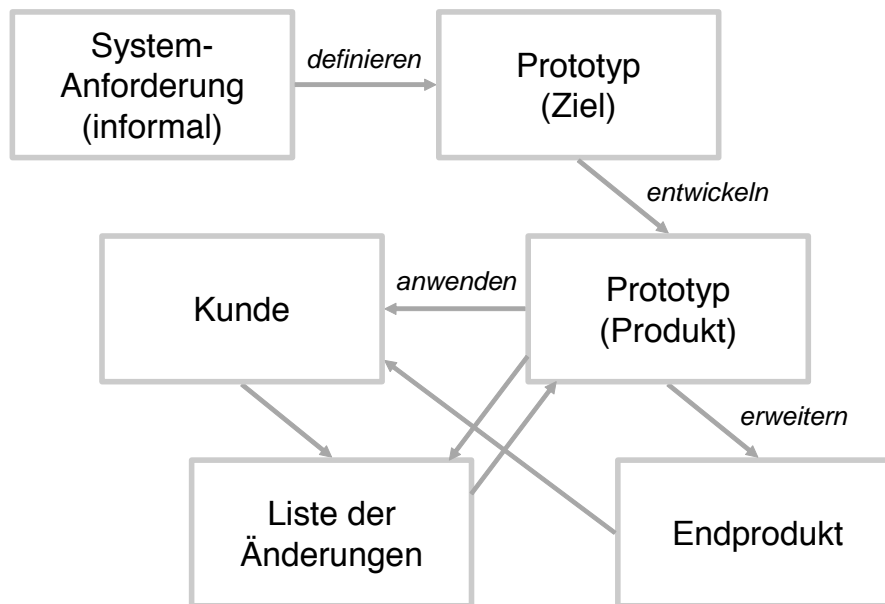 System-
Anforderung
(informal)
definieren
Prototyp
(Ziel)
entwickeln
Kunde
anwenden
Prototyp
(Produkt)
erweitern
Liste der
Änderungen
Endprodukt